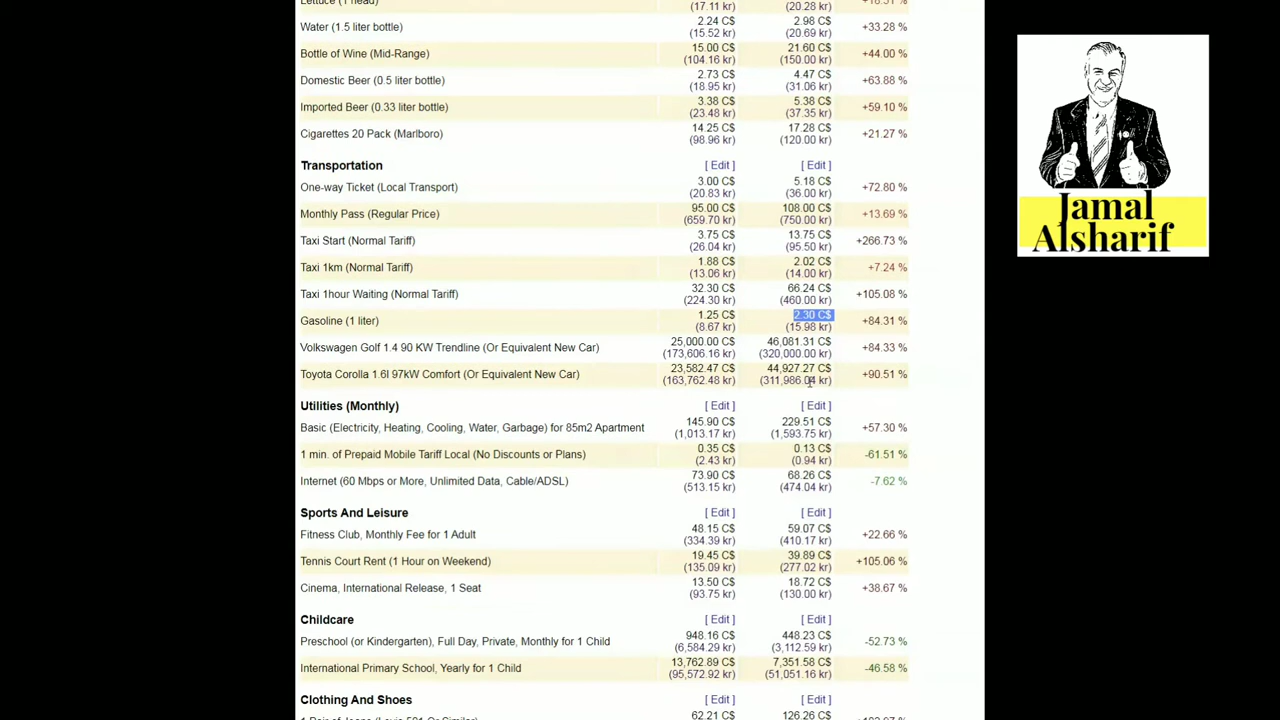 Lettuce (1 head) (17.11 kr) (20.28 kr)
Water (1.5 liter bottle) 2.24 C$ (15.52 kr) 2.98 C$ (20.69 kr) +33.28 %
Bottle of Wine (Mid-Range) 15.00 C$ (104.16 kr) 21.60 C$ (150.00 kr) +44.00 %
Domestic Beer (0.5 liter bottle) 2.73 C$ (18.95 kr) 4.47 C$ (31.06 kr) +63.88 %
Imported Beer (0.33 liter bottle) 3.38 C$ (23.48 kr) 5.38 C$ (37.35 kr) +59.10 %
Cigarettes 20 Pack (Marlboro) 14.25 C$ (98.96 kr) 17.28 C$ (120.00 kr) +21.27 %
Transportation [ Edit ] [ Edit ]
One-way Ticket (Local Transport) 3.00 C$ (20.83 kr) 5.18 C$ (36.00 kr) +72.80 %
Monthly Pass (Regular Price) 95.00 C$ (659.70 kr) 108.00 C$ (750.00 kr) +13.69 %
Taxi Start (Normal Tariff) 3.75 C$ (26.04 kr) 13.75 C$ (95.50 kr) +266.73 %
Taxi 1km (Normal Tariff) 1.88 C$ (13.06 kr) 2.02 C$ (14.00 kr) +7.24 %
Taxi 1hour Waiting (Normal Tariff) 32.30 C$ (224.30 kr) 66.24 C$ (460.00 kr) +105.08 %
Gasoline (1 liter) 1.25 C$ (8.67 kr) 2.30 C$ (15.98 kr) +84.31 %
Volkswagen Golf 1.4 90 KW Trendline (Or Equivalent New Car) 25,000.00 C$ (173,606.16 kr) 46,081.31 C$ (320,000.00 kr) +84.33 %
Toyota Corolla 1.6l 97kW Comfort (Or Equivalent New Car) 23,582.47 C$ (163,762.48 kr) 44,927.27 C$ (311,986.04 kr) +90.51 %
Utilities (Monthly) [ Edit ] [ Edit ]
Basic (Electricity, Heating, Cooling, Water, Garbage) for 85m2 Apartment 145.90 C$ (1,013.17 kr) 229.51 C$ (1,593.75 kr) +57.30 %
1 min. of Prepaid Mobile Tariff Local (No Discounts or Plans) 0.35 C$ (2.43 kr) 0.13 C$ (0.94 kr) -61.51 %
Internet (60 Mbps or More, Unlimited Data, Cable/ADSL) 73.90 C$ (513.15 kr) 68.26 C$ (474.04 kr) -7.62 %
Sports And Leisure [ Edit ] [ Edit ]
Fitness Club, Monthly Fee for 1 Adult 48.15 C$ (334.39 kr) 59.07 C$ (410.17 kr) +22.66 %
Tennis Court Rent (1 Hour on Weekend) 19.45 C$ (135.09 kr) 39.89 C$ (277.02 kr) +105.06 %
Cinema, International Release, 1 Seat 13.50 C$ (93.75 kr) 18.72 C$ (130.00 kr) +38.67 %
Childcare [ Edit ] [ Edit ]
Preschool (or Kindergarten), Full Day, Private, Monthly for 1 Child 948.16 C$ (6,584.29 kr) 448.23 C$ (3,112.59 kr) -52.73 %
International Primary School, Yearly for 1 Child 13,762.89 C$ (95,572.92 kr) 7,351.58 C$ (51,051.16 kr) -46.58 %
Clothing And Shoes [ Edit ] [ Edit ]
62.21 C$ 126.26 C$
Jamal
Alsharif